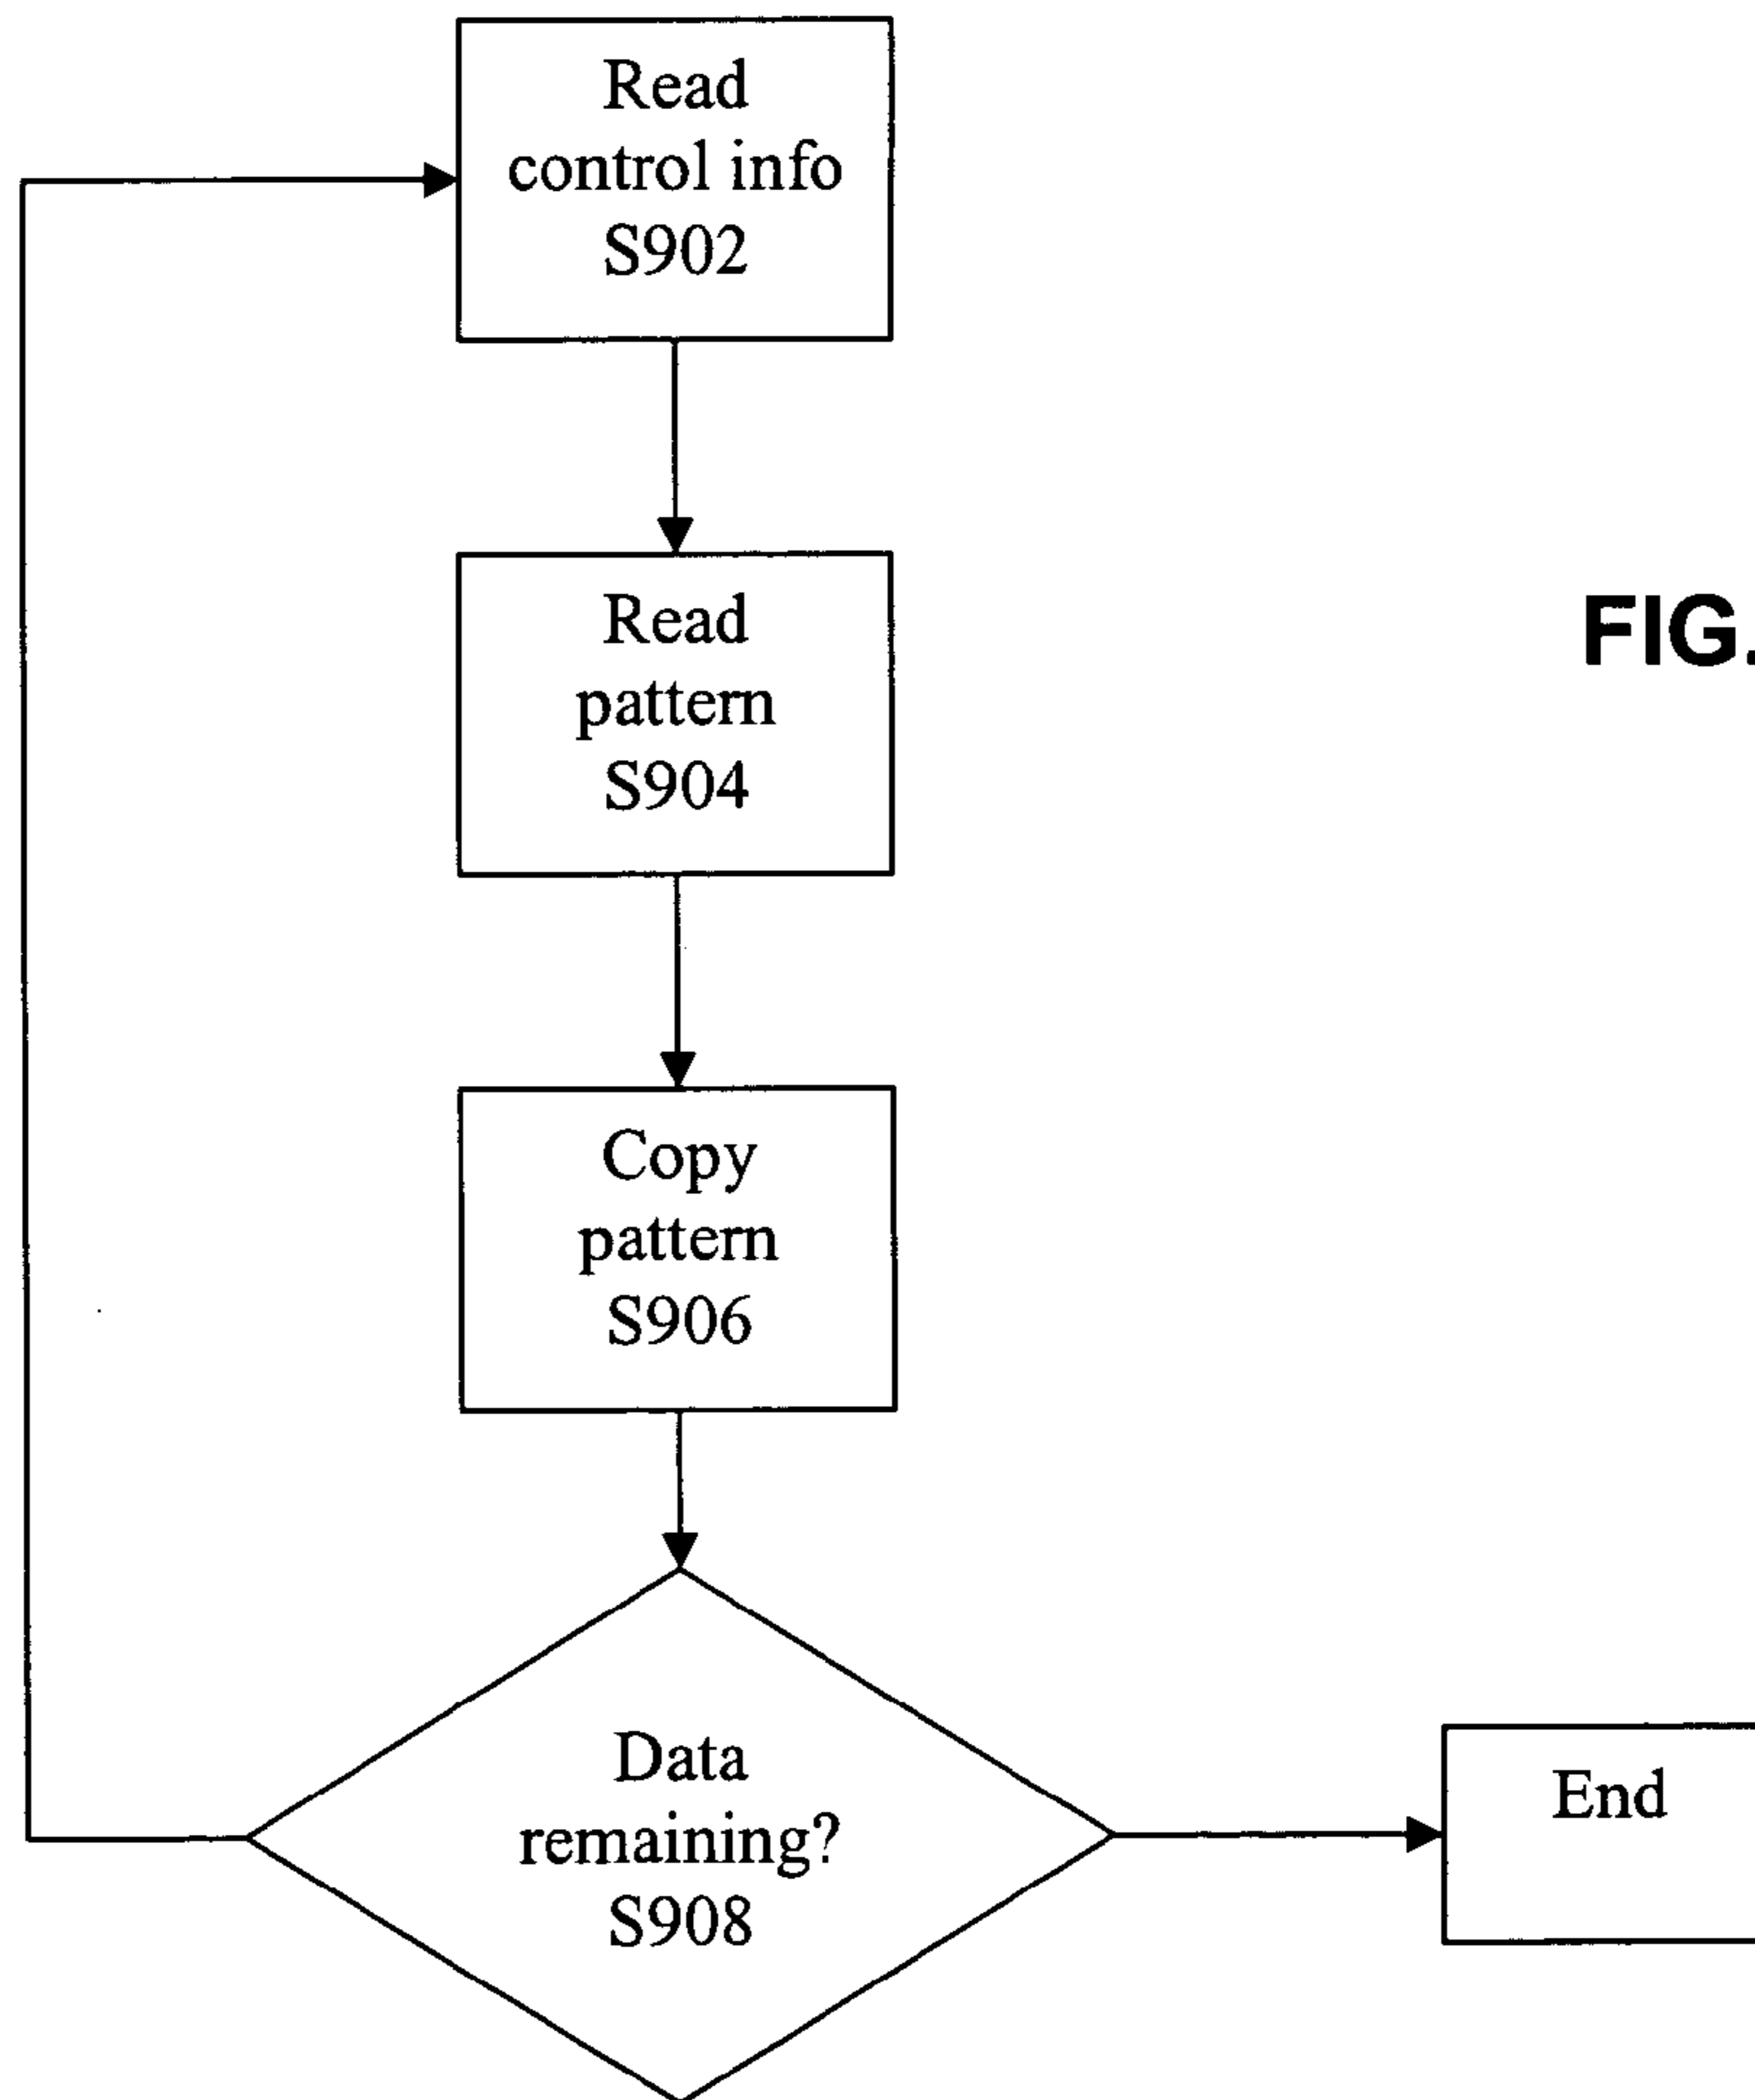 Read
control info
S902
Read
pattern
S904
FIG.
Copy
pattern
S906
Data
remaining?
S908
End